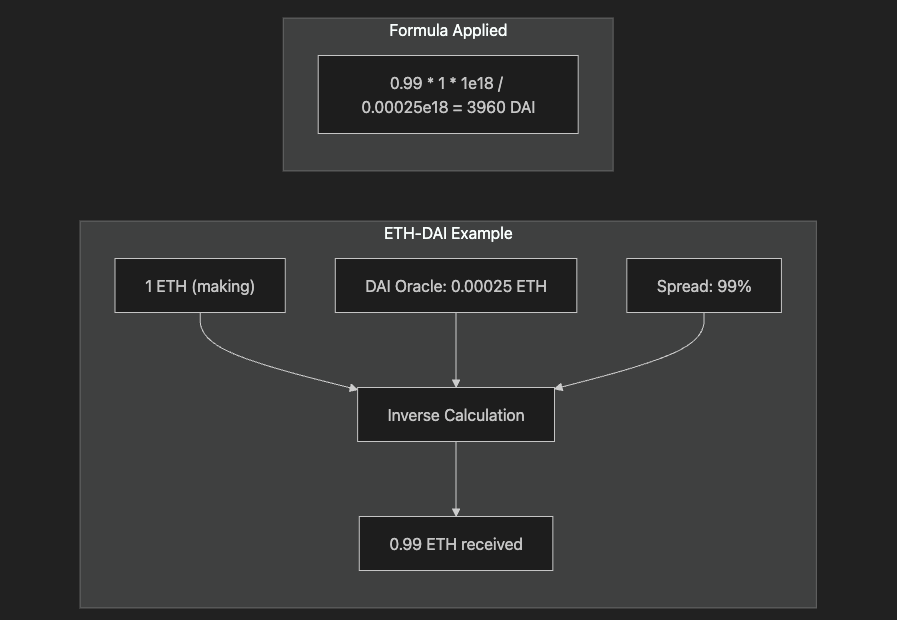 Formula Applied
0.99 * 1 * 1e18 /
0.00025e18 = 3960 DAI
ETH-DAI Example
1 ETH (making)
DAI Oracle: 0.00025 ETH
Spread: 99%
Inverse Calculation
0.99 ETH received